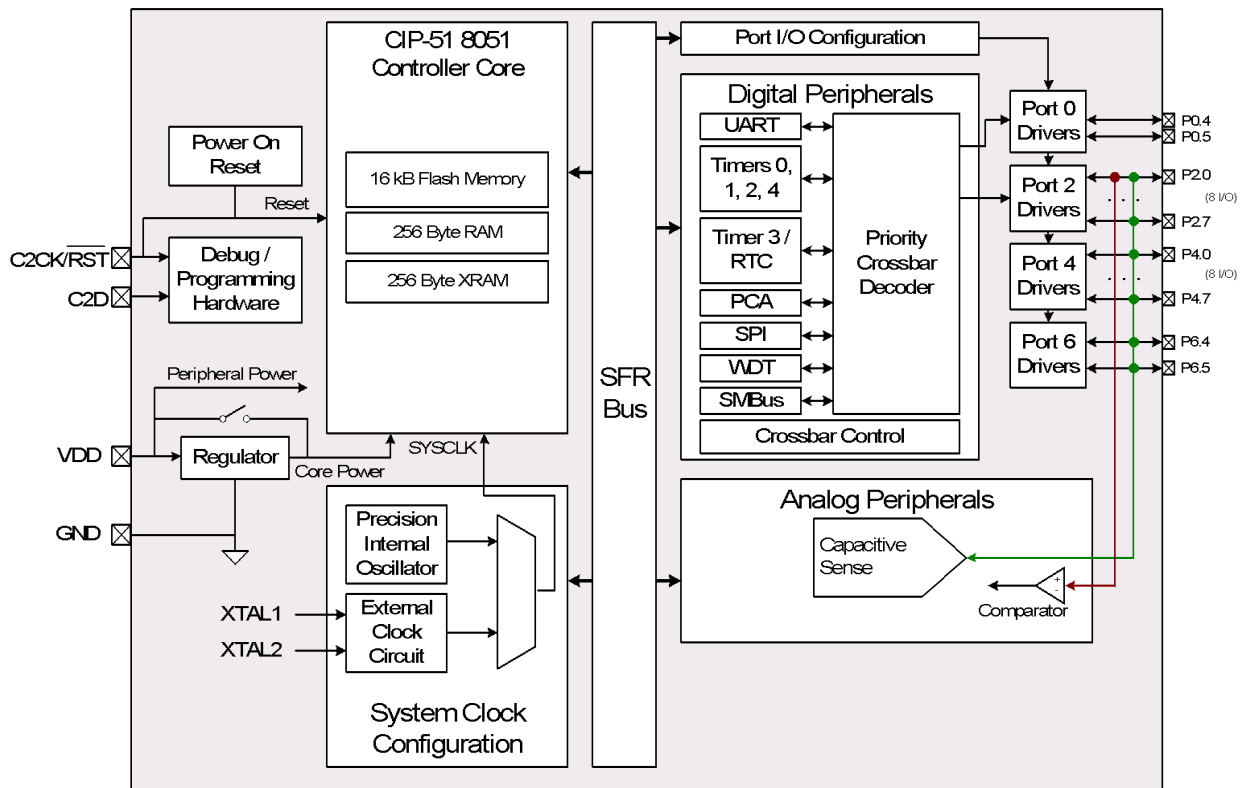 CIP-51 8051
Controller Core
16 kB Flash Memory
256 Byte RAM
256 Byte XRAM
Power On
Reset
Reset
C2CK/RST
Debug /
Programming
Hardware
C2D
Peripheral Power
VDD
Regulator
Core Power
SYSCLK
GND
Precision
Internal
Oscillator
XTAL1
XTAL2
External
Clock
Circuit
System Clock
Configuration
SFR
Bus
Port I/O Configuration
Digital Peripherals
UART
Timers 0,
1, 2, 4
Timer 3 /
RTC
PCA
SPI
WDT
SMBus
Priority
Crossbar
Decoder
Crossbar Control
Analog Peripherals
Capacitive
Sense
+
-
Comparator
Port 0
Drivers
Port 2
Drivers
Port 4
Drivers
Port 6
Drivers
P0.4
P0.5
P2.0
. . .
(8 I/O)
P2.7
P4.0
. . .
(8 I/O)
P4.7
P6.4
P6.5